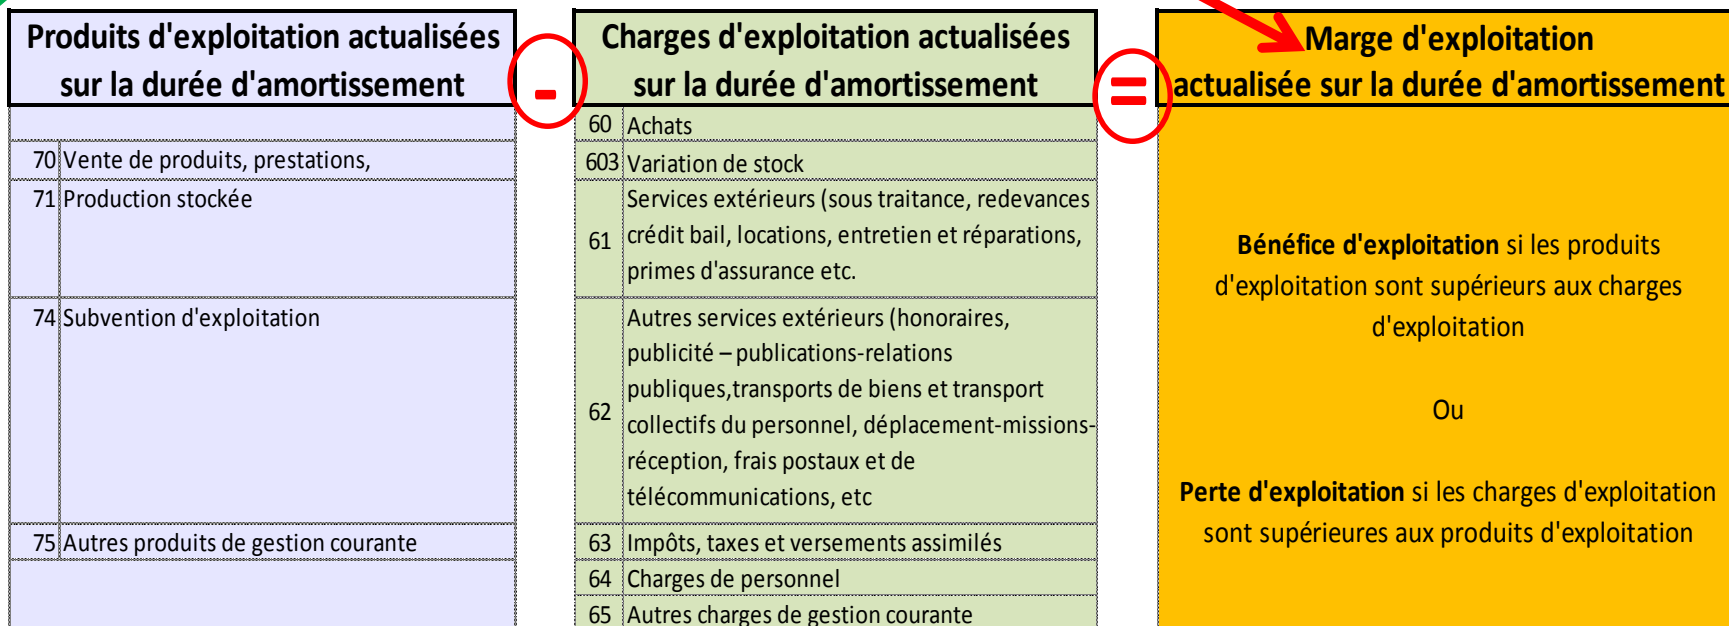 Produits d'exploitation actualisées
sur la durée d'amortissement
-
Charges d'exploitation actualisées
sur la durée d'amortissement
=
Marge d'exploitation
actualisée sur la durée d'amortissement
70 Vente de produits, prestations,
71 Production stockée
74 Subvention d'exploitation
75 Autres produits de gestion courante
60 Achats
603 Variation de stock
61 Services extérieurs (sous traitance, redevances
crédit bail, locations, entretien et réparations,
primes d'assurance etc.
62 Autres services extérieurs (honoraires,
publicité – publications-relations
publiques,transports de biens et transport
collectifs du personnel, déplacement-missions-
réception, frais postaux et de
télécommunications, etc
63 Impôts, taxes et versements assimilés
64 Charges de personnel
65 Autres charges de gestion courante
Bénéfice d'exploitation si les produits
d'exploitation sont supérieurs aux charges
d'exploitation
Ou
Perte d'exploitation si les charges d'exploitation
sont supérieures aux produits d'exploitation